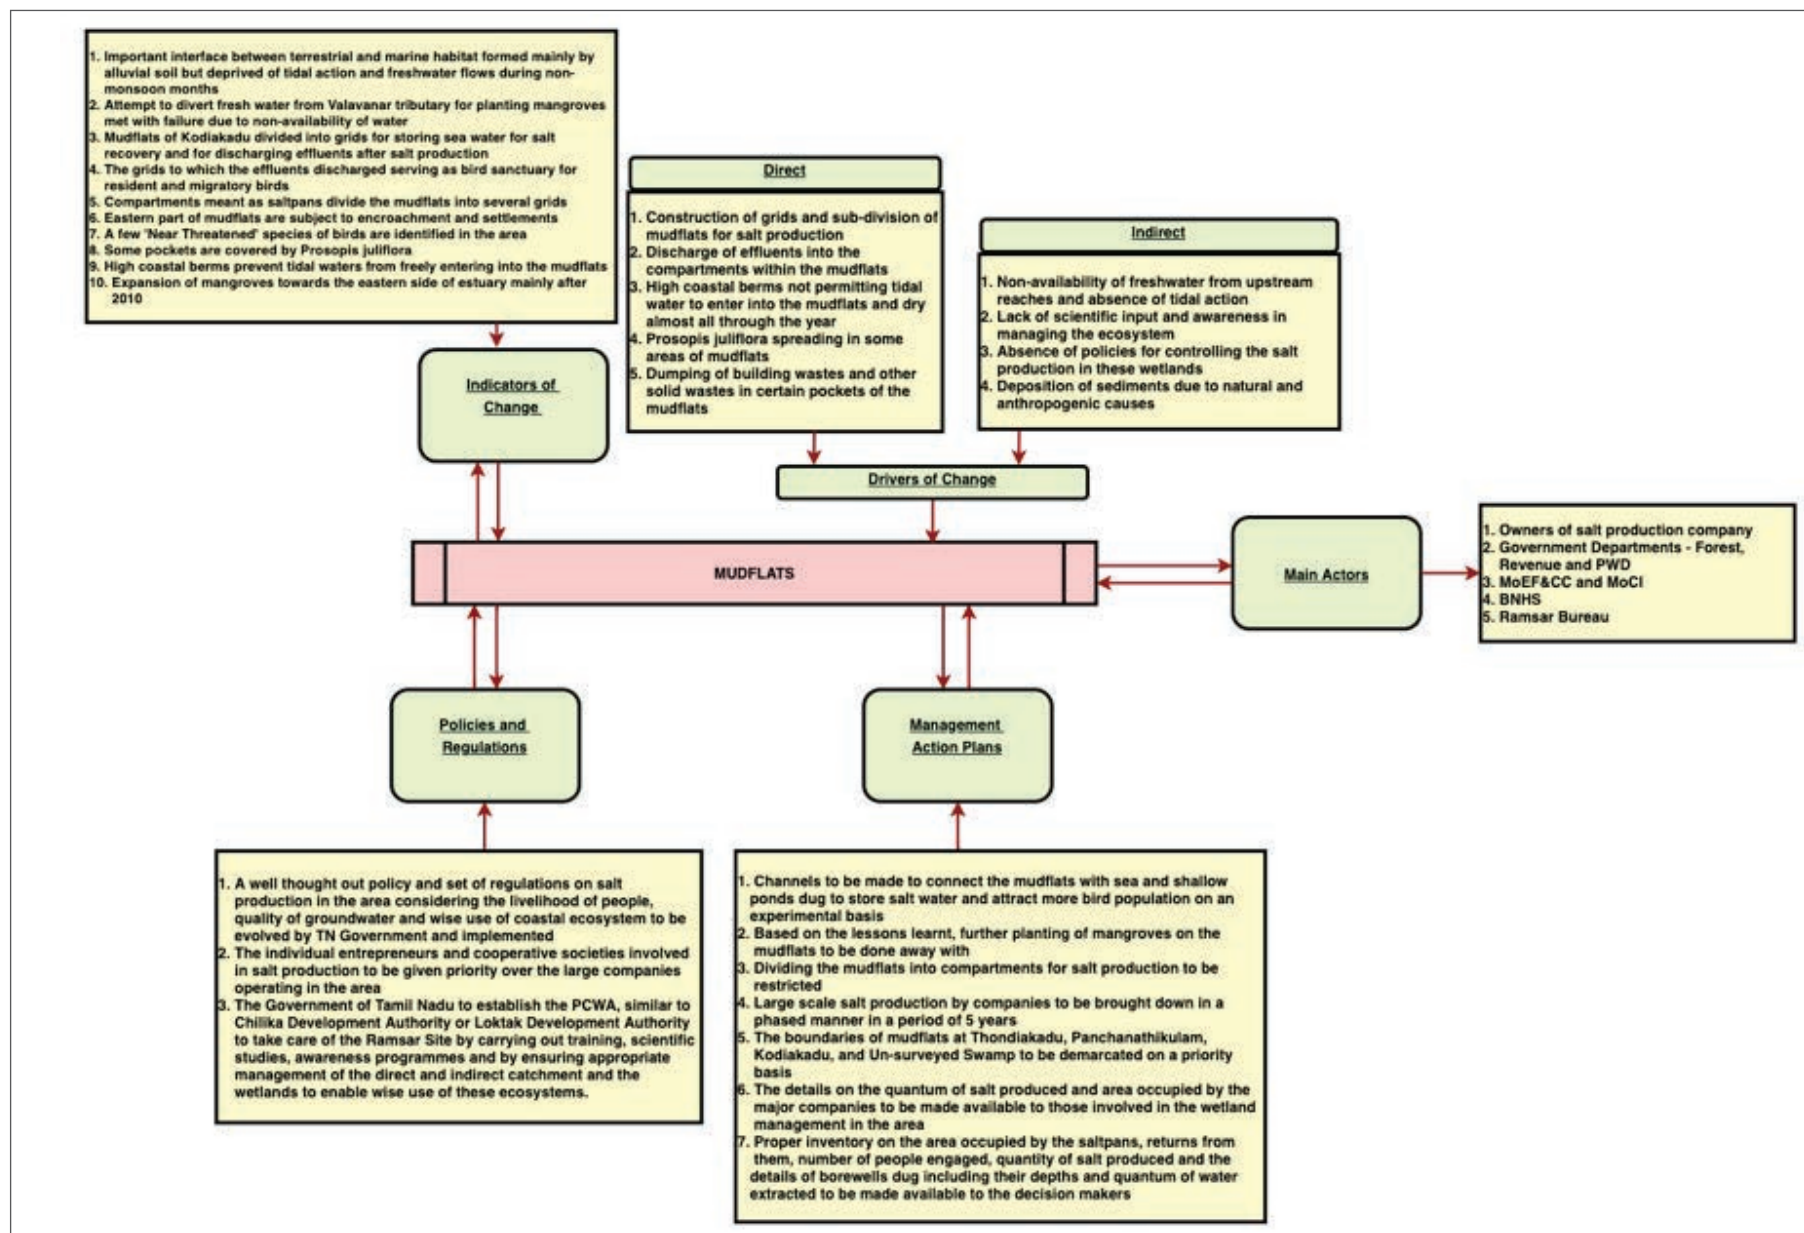 1. Important interface between terrestrial and marine habitat formed mainly by
alluvial soil but deprived of tidal action and freshwater flows during non-
monsoon months
2. Attempt to divert fresh water from Valavanar tributary for planting mangroves
met with failure due to non-availability of water
3. Mudflats of Kodiakadu divided into grids for storing sea water for salt
recovery and for discharging effluents after salt production
4. The grids to which the effluents discharged serving as bird sanctuary for
resident and migratory birds
5. Compartments meant as saltpans divide the mudflats into several grids
6. Eastern part of mudflats are subject to encroachment and settlements
7. A few 'Near Threatened' species of birds are identified in the area
8. Some pockets are covered by Prosopis juliflora
9. High coastal berms prevent tidal waters from freely entering into the mudflats
10. Expansion of mangroves towards the eastern side of estuary mainly after
2010
Indicators of
Change
Direct
1. Construction of grids and sub-division of
mudflats for salt production
2. Discharge of effluents into the
compartments within the mudflats
3. High coastal berms not permitting tidal
water to enter into the mudflats and dry
almost all through the year
4. Prosopis juliflora spreading in some
areas of mudflats
5. Dumping of building wastes and other
solid wastes in certain pockets of the
mudflats
Indirect
1. Non-availability of freshwater from upstream
reaches and absence of tidal action
2. Lack of scientific input and awareness in
managing the ecosystem
3. Absence of policies for controlling the salt
production in these wetlands
4. Deposition of sediments due to natural and
anthropogenic causes
Drivers of Change
MUDFLATS
Main Actors
1. Owners of salt production company
2. Government Departments - Forest,
Revenue and PWD
3. MoEF&CC and MoCI
4. BNHS
5. Ramsar Bureau
Policies and
Regulations
1. A well thought out policy and set of regulations on salt
production in the area considering the livelihood of people,
quality of groundwater and wise use of coastal ecosystem to be
evolved by TN Government and implemented
2. The individual entrepreneurs and cooperative societies involved
in salt production to be given priority over the large companies
operating in the area
3. The Government of Tamil Nadu to establish the PCWA, similar to
Chilika Development Authority or Loktak Development Authority
to take care of the Ramsar Site by carrying out training, scientific
studies, awareness programmes and by ensuring appropriate
management of the direct and indirect catchment and the
wetlands to enable wise use of these ecosystems.
Management
Action Plans
1. Channels to be made to connect the mudflats with sea and shallow
ponds dug to store salt water and attract more bird population on an
experimental basis
2. Based on the lessons learnt, further planting of mangroves on the
mudflats to be done away with
3. Dividing the mudflats into compartments for salt production to be
restricted
4. Large scale salt production by companies to be brought down in a
phased manner in a period of 5 years
5. The boundaries of mudflats at Thondiakadu, Panchanathikulam,
Kodiakadu, and Un-surveyed Swamp to be demarcated on a priority
basis
6. The details on the quantum of salt produced and area occupied by the
major companies to be made available to those involved in the wetland
management in the area
7. Proper inventory on the area occupied by the saltpans, returns from
them, number of people engaged, quantity of salt produced and the
details of borewells dug including their depths and quantum of water
extracted to be made available to the decision makers